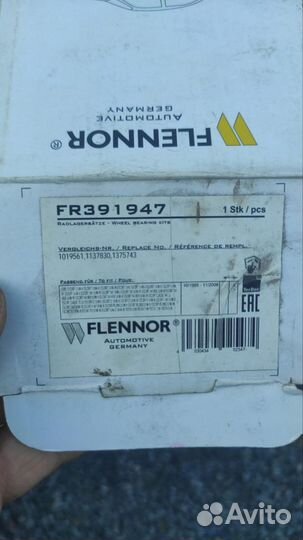 FLENNOR®
AUTOMOTIVE
GERMANY
FR391947
1 Stk / pcs
RADLAGERSÄTZE - WHEEL BEARING KITS
VERGLEICHS-NR. / REPLACE NO. / RÉFÉRENCE DE REMPL.:
1019561,1137830,1375743
PASSEND FÜR / TO FIT / POUR:
EAC
FLENNOR®
AUTOMOTIVE
GERMANY
Avito